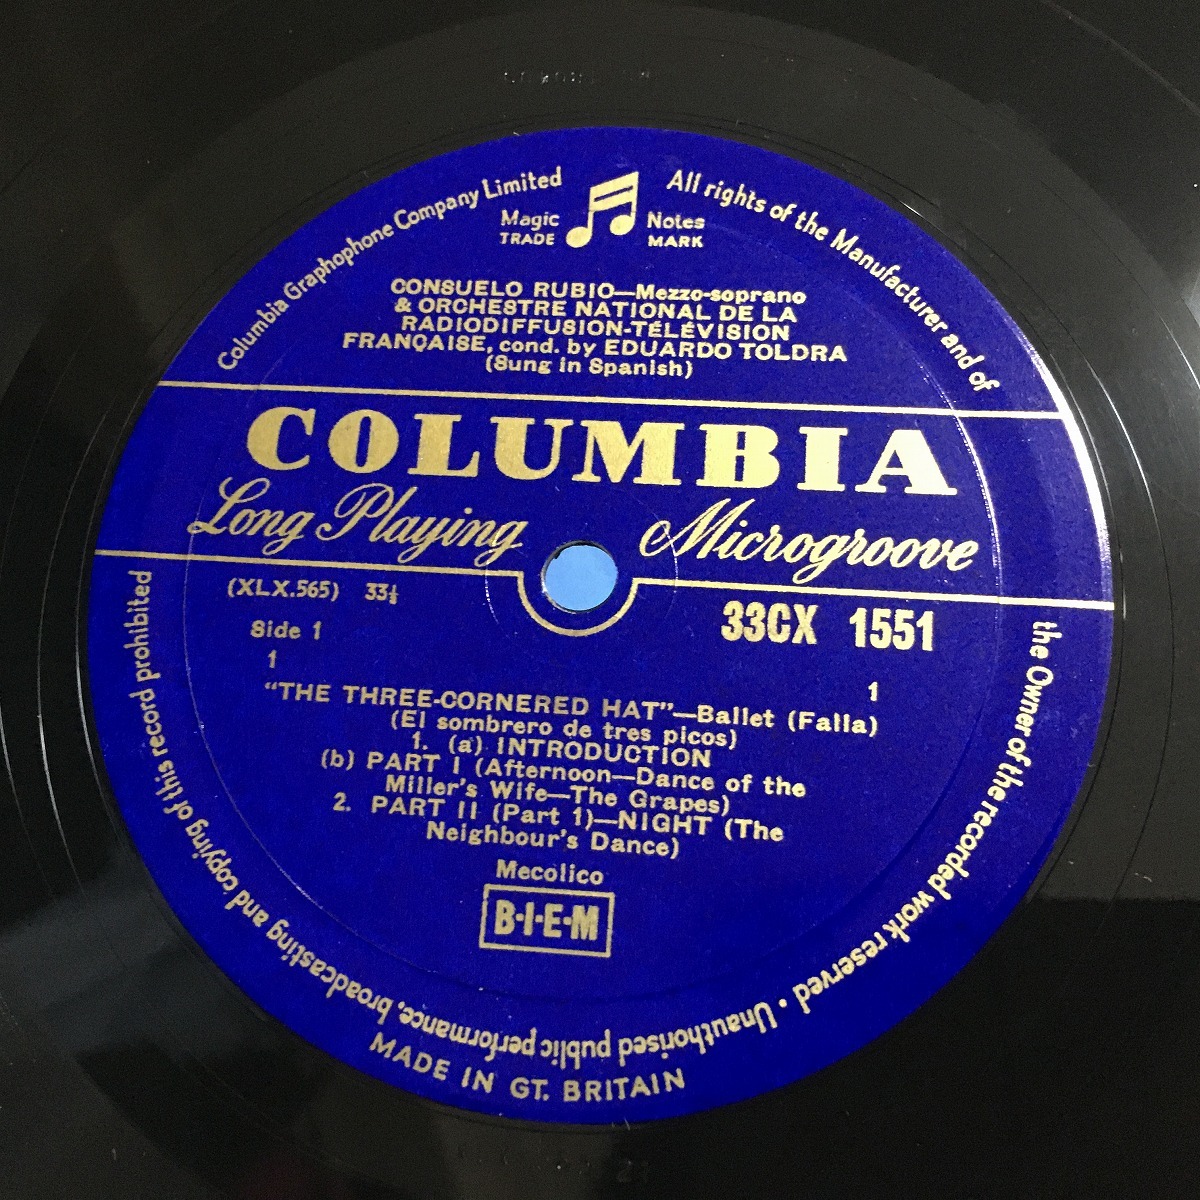 Columbia Graphophone Company Limited
All rights of the Manufacturer and of
the Owner of the recorded work reserved · Unauthorised public performance, broadcasting and copying of this record prohibited
Magic Notes
TRADE MARK
CONSUELO RUBIO—Mezzo-soprano
& ORCHESTRE NATIONAL DE LA
RADIODIFFUSION-TÉLÉVISION
FRANÇAISE, cond. by EDUARDO TOLDRA
(Sung in Spanish)
COLUMBIA
Long Playing Microgroove
(XLX.565) 33⅓
33CX 1551
Side 1
1 1
"THE THREE-CORNERED HAT"—Ballet (Falla)
(El sombrero de tres picos)
1. (a) INTRODUCTION
(b) PART I (Afternoon—Dance of the
Miller's Wife—The Grapes)
2. PART II (Part 1)—NIGHT (The
Neighbour's Dance)
Mecolico
B·I·E·M
MADE IN GT. BRITAIN